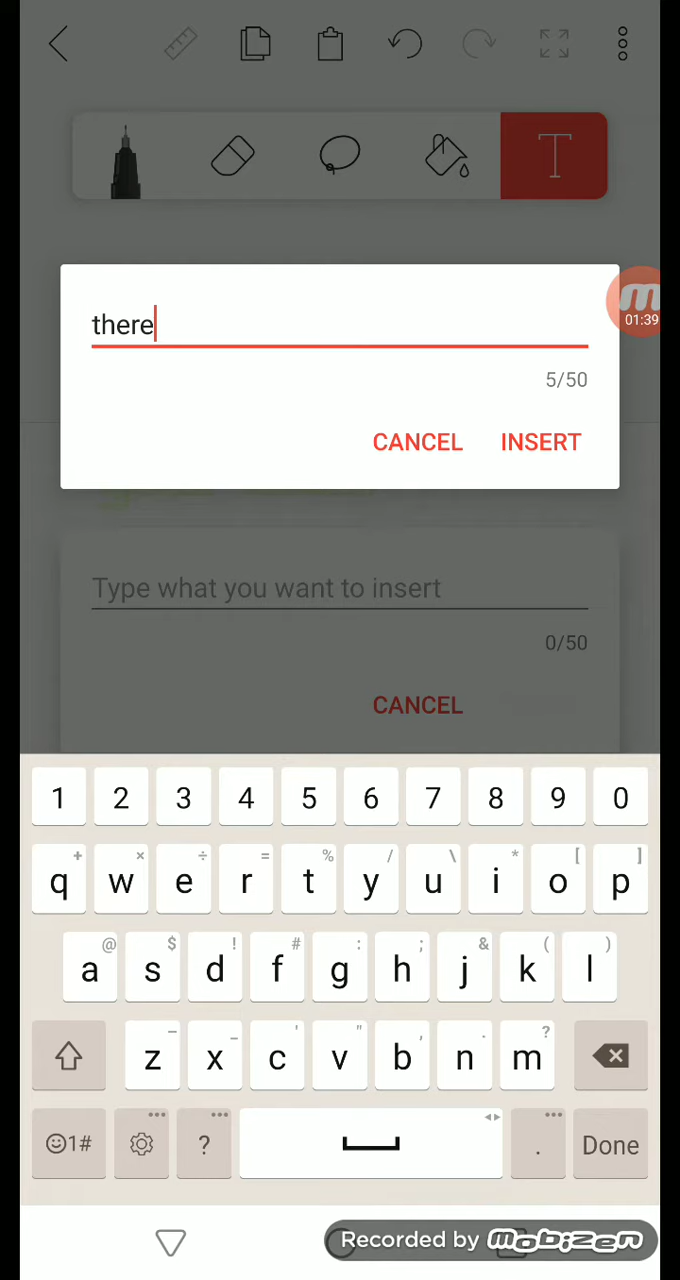 T
there
01:39
5/50
CANCEL INSERT
Type what you want to insert
0/50
CANCEL
1 2 3 4 5 6 7 8 9 0
+ × ÷ = % / \ * [ ]
q w e r t y u i o p
@ $ ! # : ; & ( )
a s d f g h j k l
- _ ' " , . ?
z x c v b n m
☺1# ? . Done
Recorded by mobizen